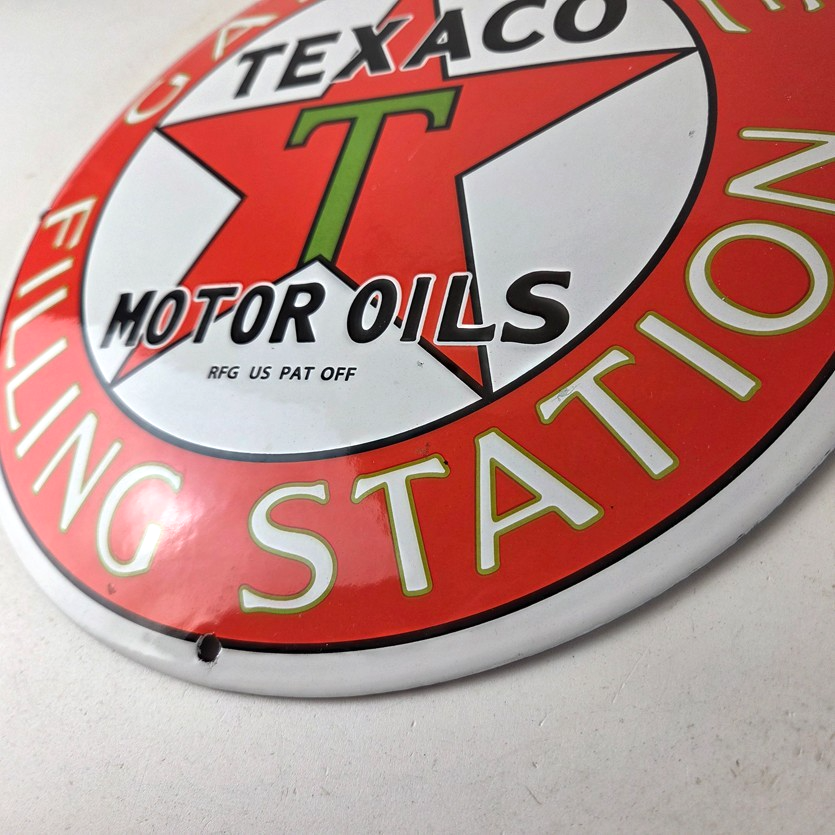 TEXACO
T
MOTOR OILS
RFG US PAT OFF
FILLING STATION